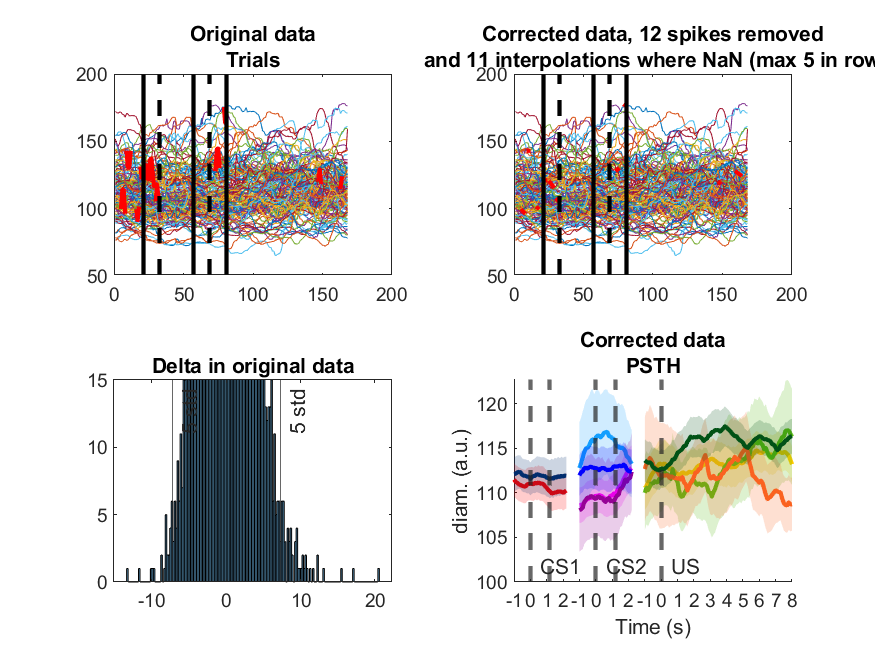 Original data
Trials
Corrected data, 12 spikes removed
and 11 interpolations where NaN (max 5 in row
200
150
100
50
0
50
100
150
200
200
150
100
50
0
50
100
150
200
Delta in original data
15
10
5
0
5 std
-10
0
10
20
Corrected data
PSTH
diam. (a.u.)
120
115
110
105
100
CS1
CS2
US
-1 0 1 2 -1 0 1 2 -1 0 1 2 3 4 5 6 7 8
Time (s)